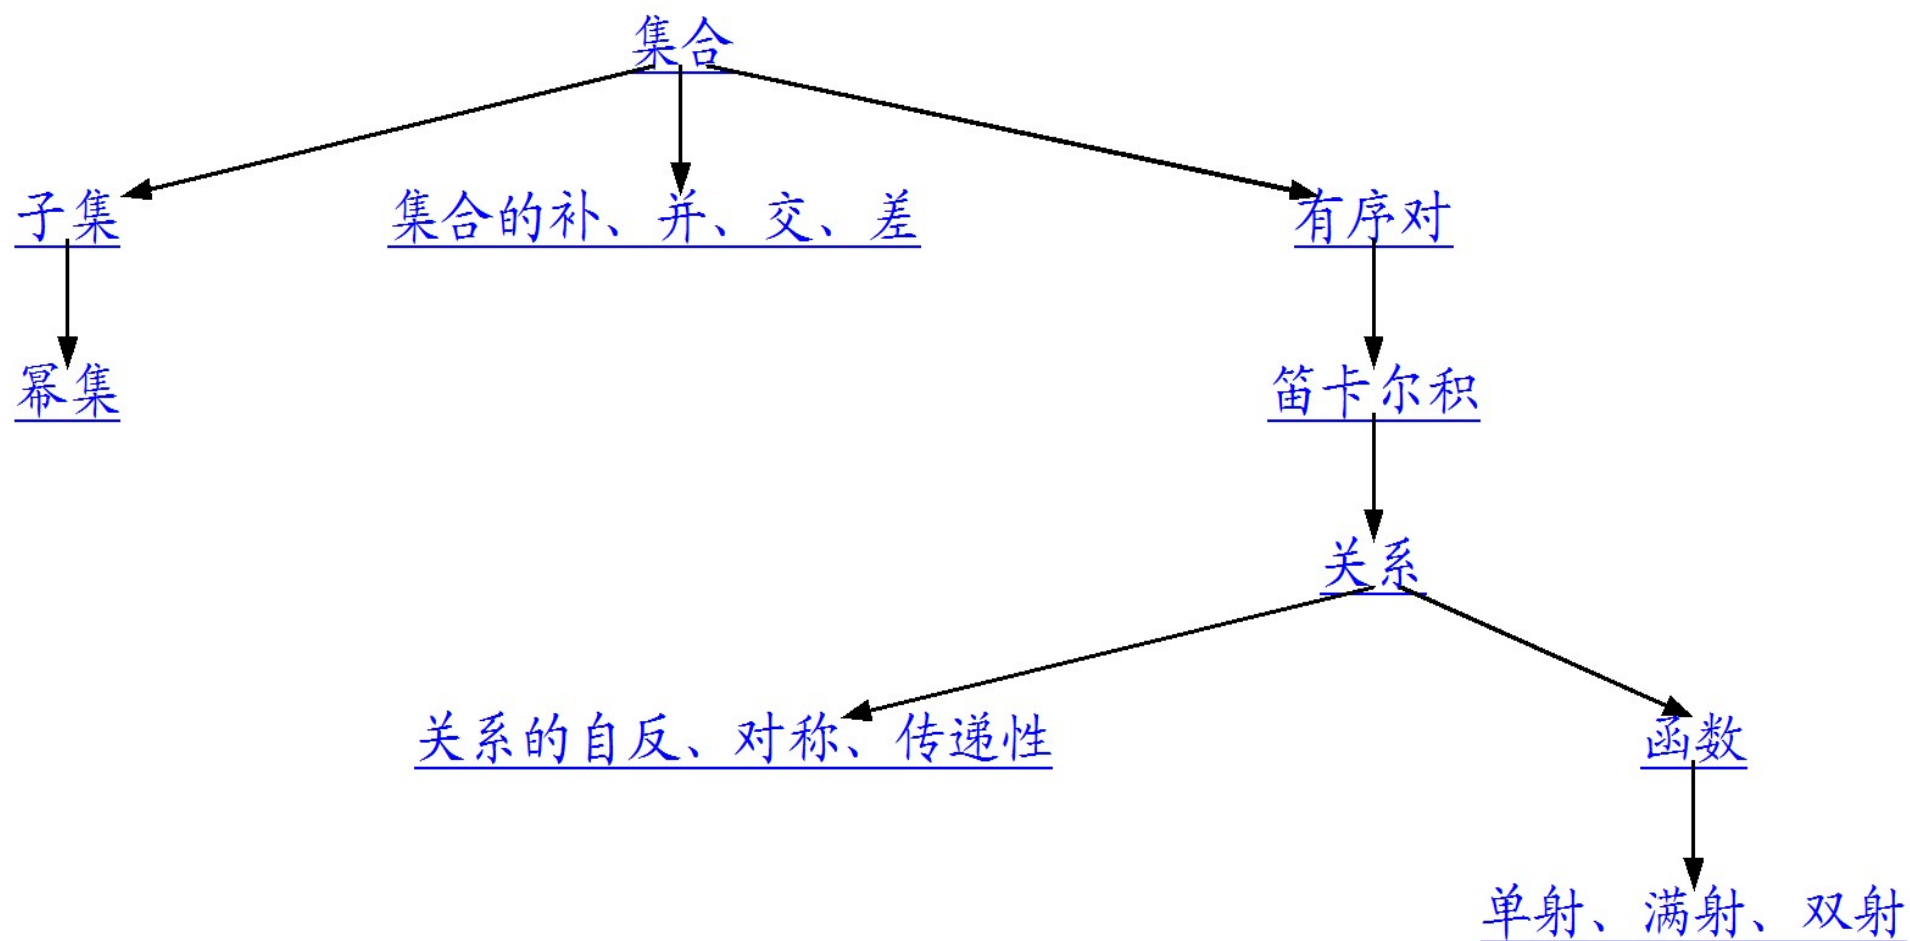 集合
子集
集合的补、并、交、差
有序对
幂集
笛卡尔积
关系
关系的自反、对称、传递性
函数
单射、满射、双射